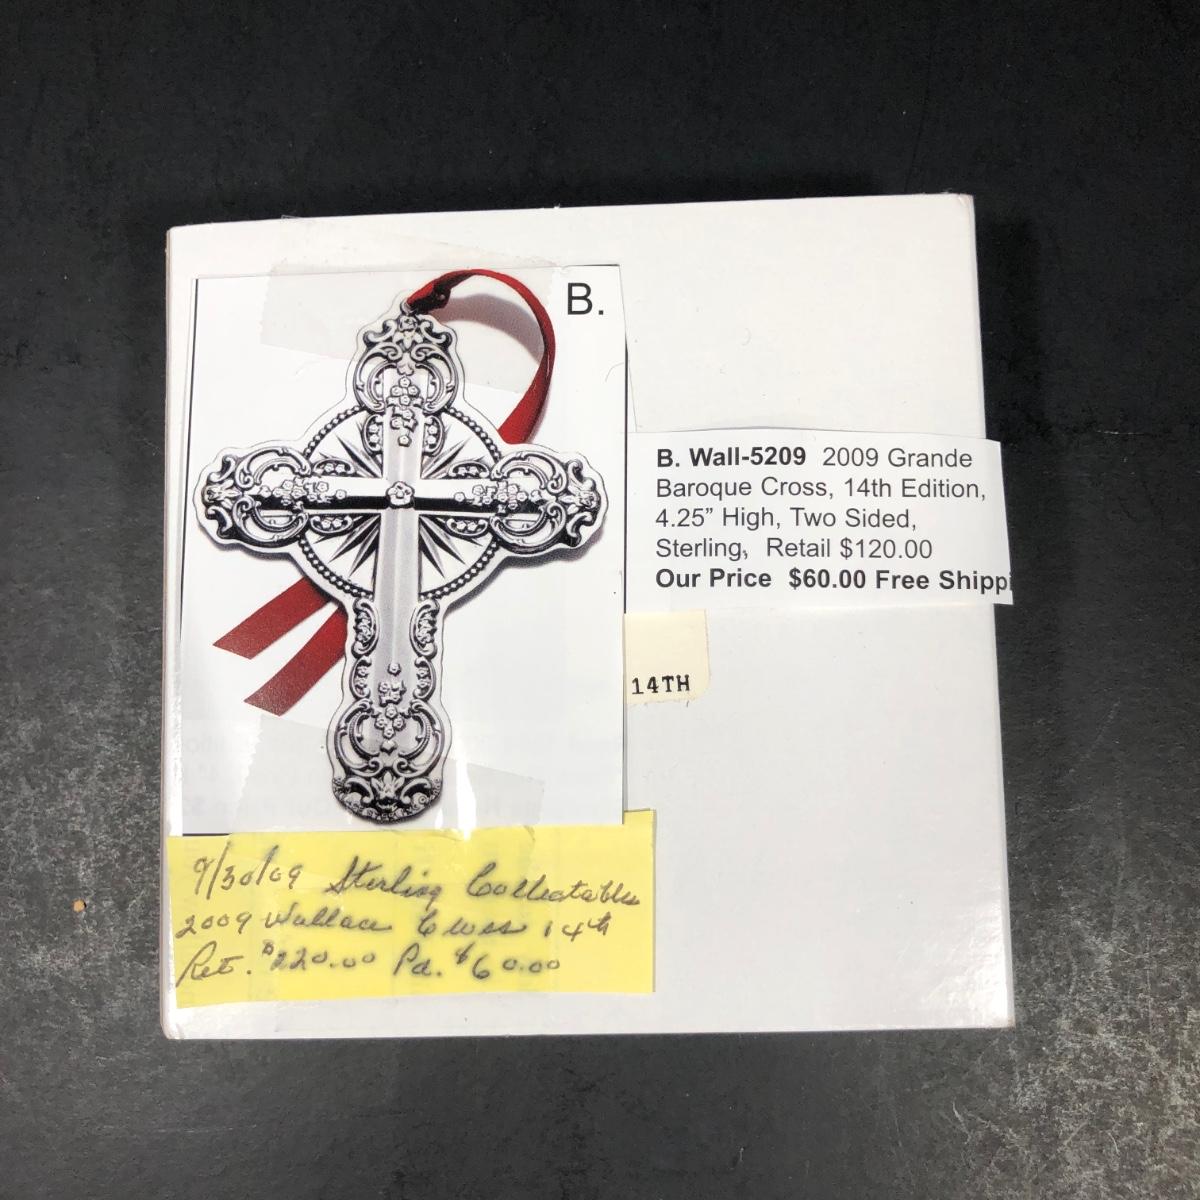 B.
B. Wall-5209 2009 Grande
Baroque Cross, 14th Edition,
4.25" High, Two Sided,
Sterling, Retail $120.00
Our Price $60.00 Free Shippi
14TH
9/30/09 Sterling Collectables
2009 Wallace Cross 14th
Ret. $120.00 Pd. $60.00